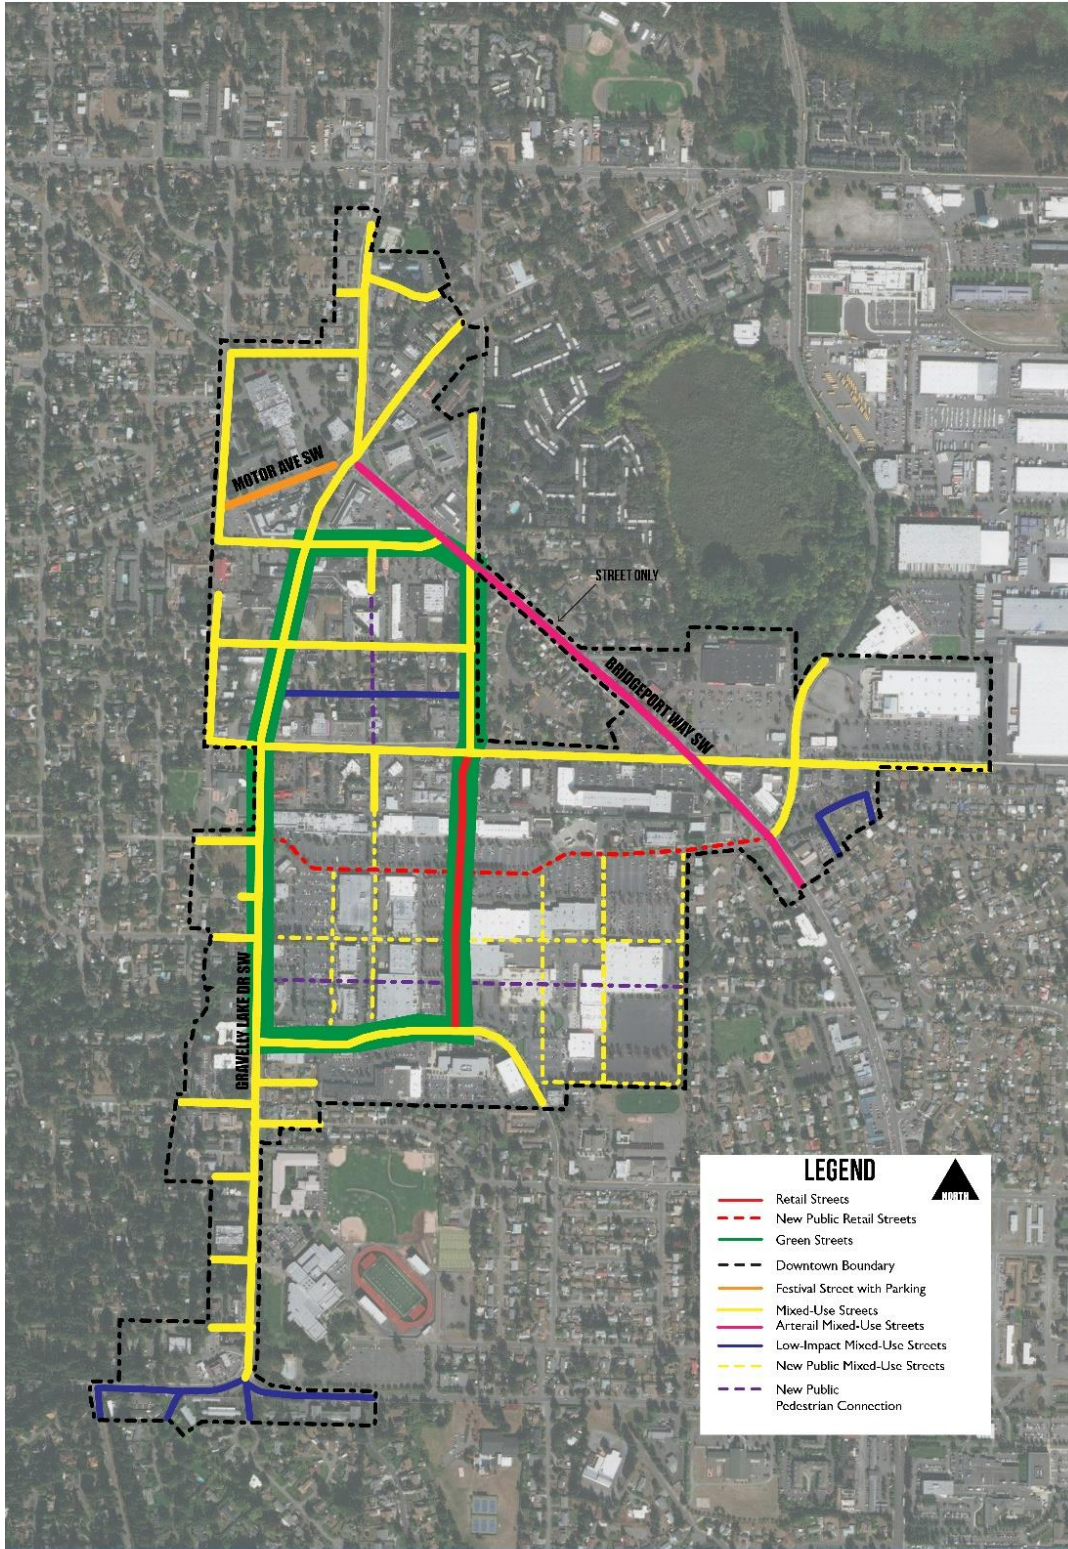 MOTOR AVE SW
STREET ONLY
BRIDGEPORT WAY SW
GRAVELLY LAKE DR SW
LEGEND
NORTH
Retail Streets
New Public Retail Streets
Green Streets
Downtown Boundary
Festival Street with Parking
Mixed-Use Streets
Arterail Mixed-Use Streets
Low-Impact Mixed-Use Streets
New Public Mixed-Use Streets
New Public
Pedestrian Connection